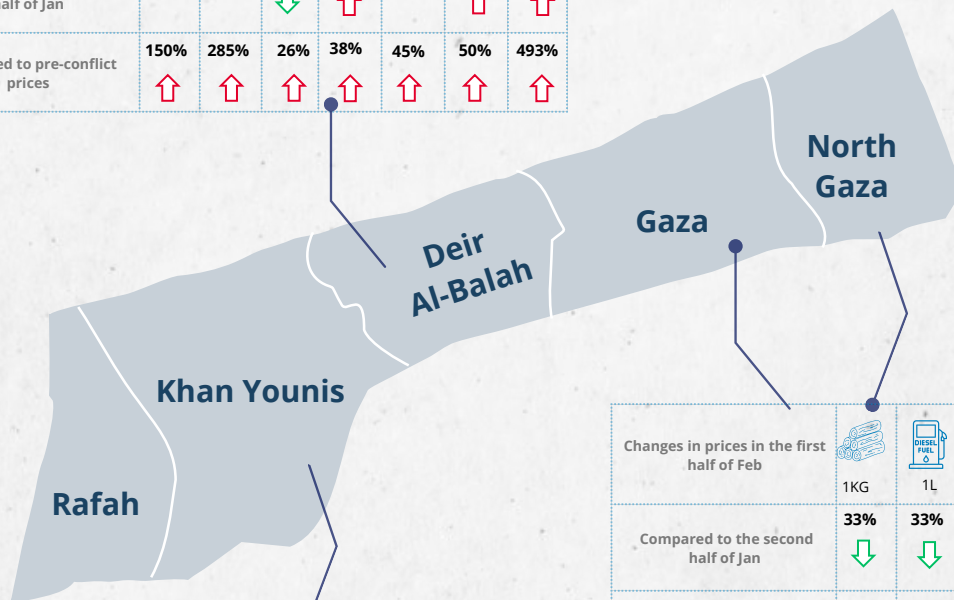 half of Jan
ed to pre-conflict
prices
150% 285% 26% 38% 45% 50% 493%
North
Gaza
Gaza
Deir
Al-Balah
Khan Younis
Rafah
Changes in prices in the first
half of Feb
DIESEL
FUEL
1KG 1L
Compared to the second
half of Jan
33% 33%